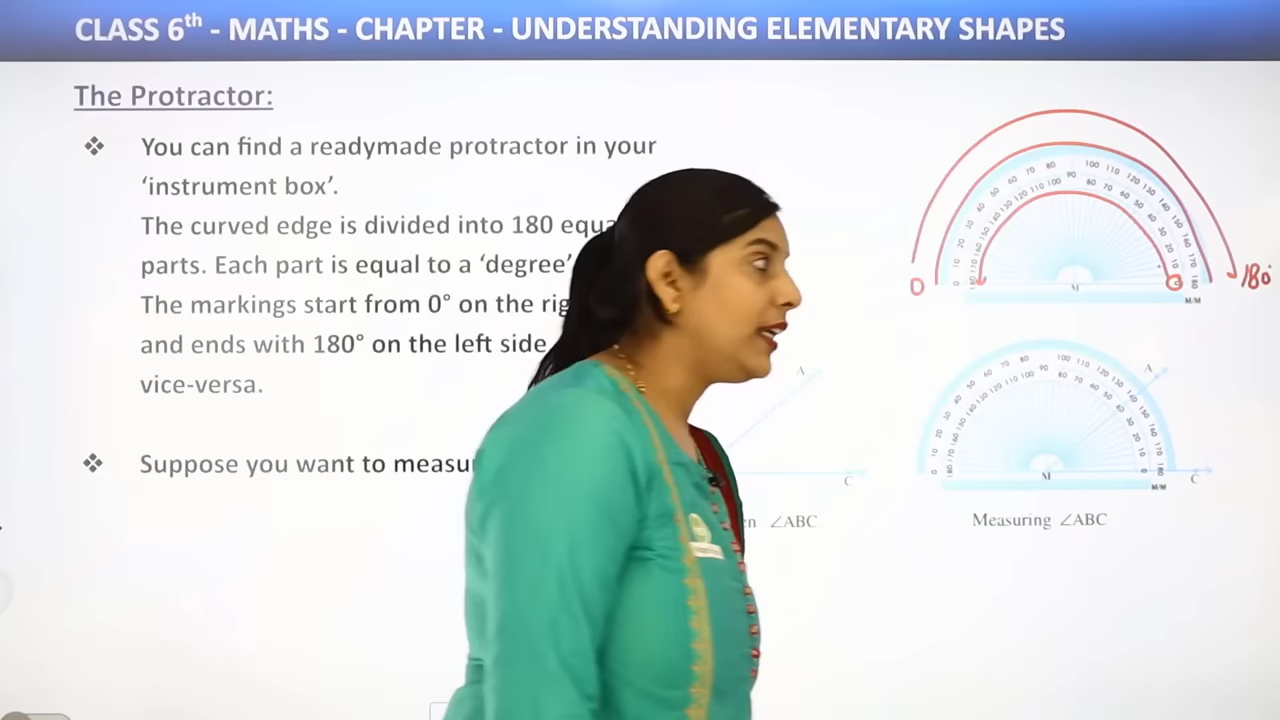 CLASS 6th - MATHS - CHAPTER - UNDERSTANDING ELEMENTARY SHAPES
The Protractor:
You can find a readymade protractor in your
‘instrument box’.
The curved edge is divided into 180
parts. Each part is equal to a ‘degree’
The markings start from 0° on the
and ends with 180° on the left side
vice-versa.
Suppose you want to
0
180°
M
M/M
A
C
∠ABC
A
M
C
M/M
Measuring ∠ABC